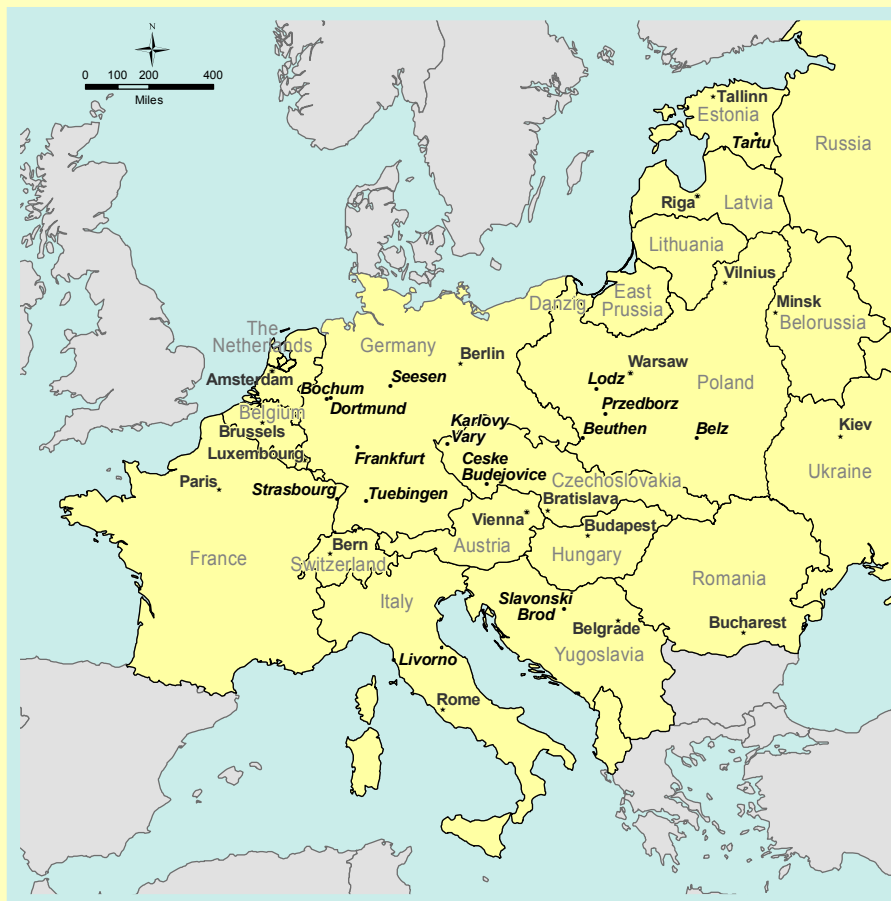 N
0 100 200 400
Miles
Tallinn
Estonia
Tartu
Russia
Riga
Latvia
Lithuania
Vilnius
Minsk
Belorussia
Danzig
East
Prussia
The
Netherlands
Amsterdam
Germany
Berlin
Seesen
Bochum
Dortmund
Warsaw
Lodz
Poland
Przedborz
Beuthen
Belz
Kiev
Ukraine
Belgium
Brussels
Luxembourg
Karlovy
Vary
Frankfurt
Ceske
Budejovice
Czechoslovakia
Paris
Strasbourg
Tuebingen
Bratislava
Vienna
Budapest
Austria
Hungary
Bern
Switzerland
France
Italy
Romania
Slavonski
Brod
Belgrade
Bucharest
Yugoslavia
Livorno
Rome